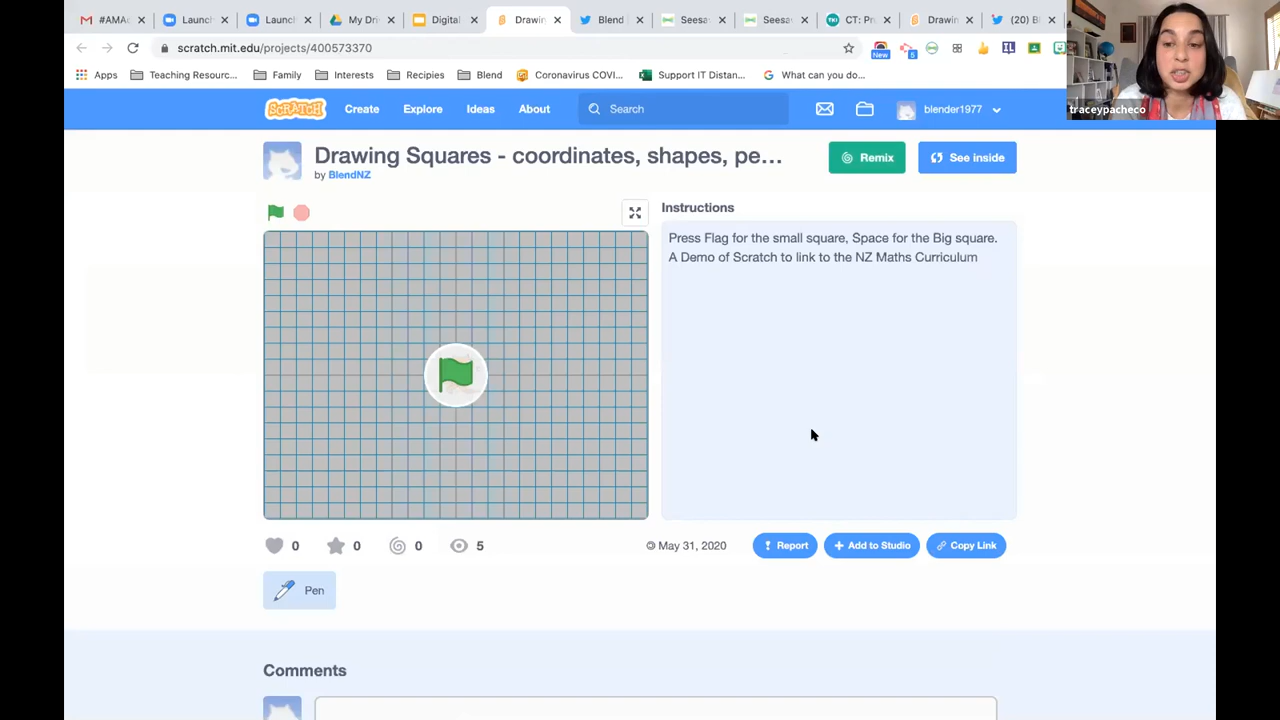 #AMA
Launch
Launch
My Dri
Digital
Drawin
Blend
Seesa
Seesa
CT: Pr
Drawin
(20) Bl
scratch.mit.edu/projects/400573370
New
5
Apps
Teaching Resourc...
Family
Interests
Recipies
Blend
Coronavirus COVI...
Support IT Distan...
What can you do...
traceypacheco
SCRATCH
Create
Explore
Ideas
About
Search
blender1977
Drawing Squares - coordinates, shapes, pe...
by BlendNZ
Remix
See inside
Instructions
Press Flag for the small square, Space for the Big square.
A Demo of Scratch to link to the NZ Maths Curriculum
0
0
0
5
© May 31, 2020
Report
Add to Studio
Copy Link
Pen
Comments